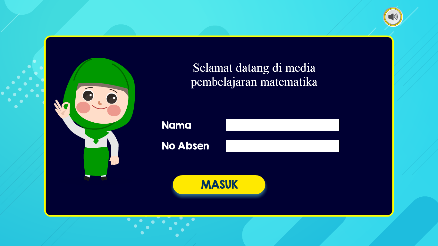 Selamat datang di media
pembelajaran matematika
Nama
No Absen
MASUK